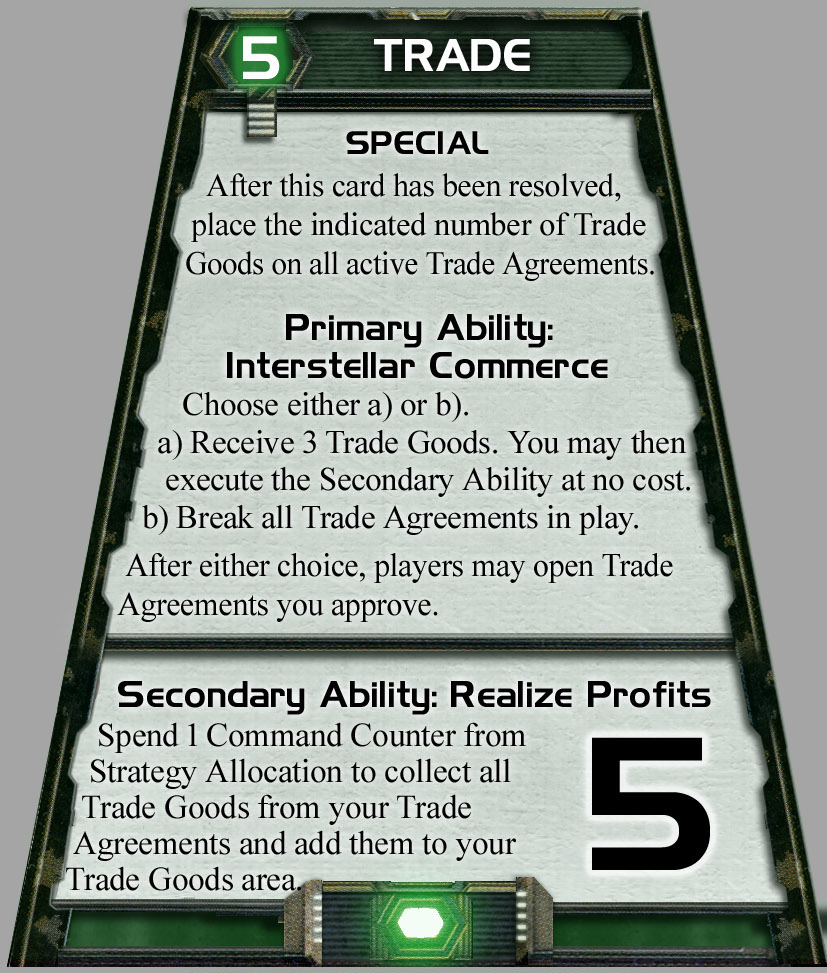 5 TRADE
SPECIAL
After this card has been resolved,
place the indicated number of Trade
Goods on all active Trade Agreements.
Primary Ability:
Interstellar Commerce
Choose either a) or b).
a) Receive 3 Trade Goods. You may then
execute the Secondary Ability at no cost.
b) Break all Trade Agreements in play.
After either choice, players may open Trade
Agreements you approve.
Secondary Ability: Realize Profits
Spend 1 Command Counter from
Strategy Allocation to collect all
Trade Goods from your Trade
Agreements and add them to your
Trade Goods area.
5